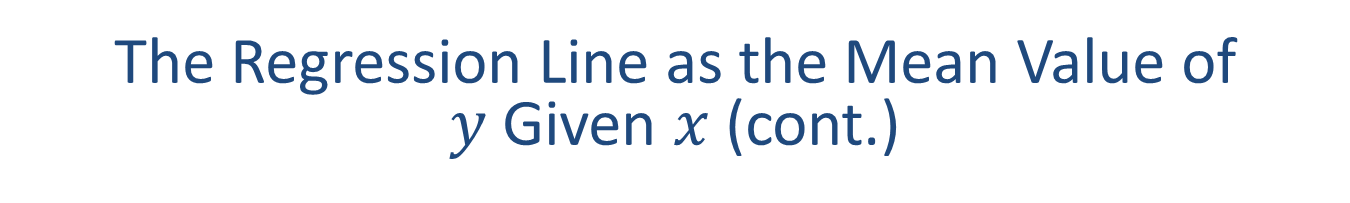 The Regression Line as the Mean Value of
𝑦 Given 𝑥 (cont.)